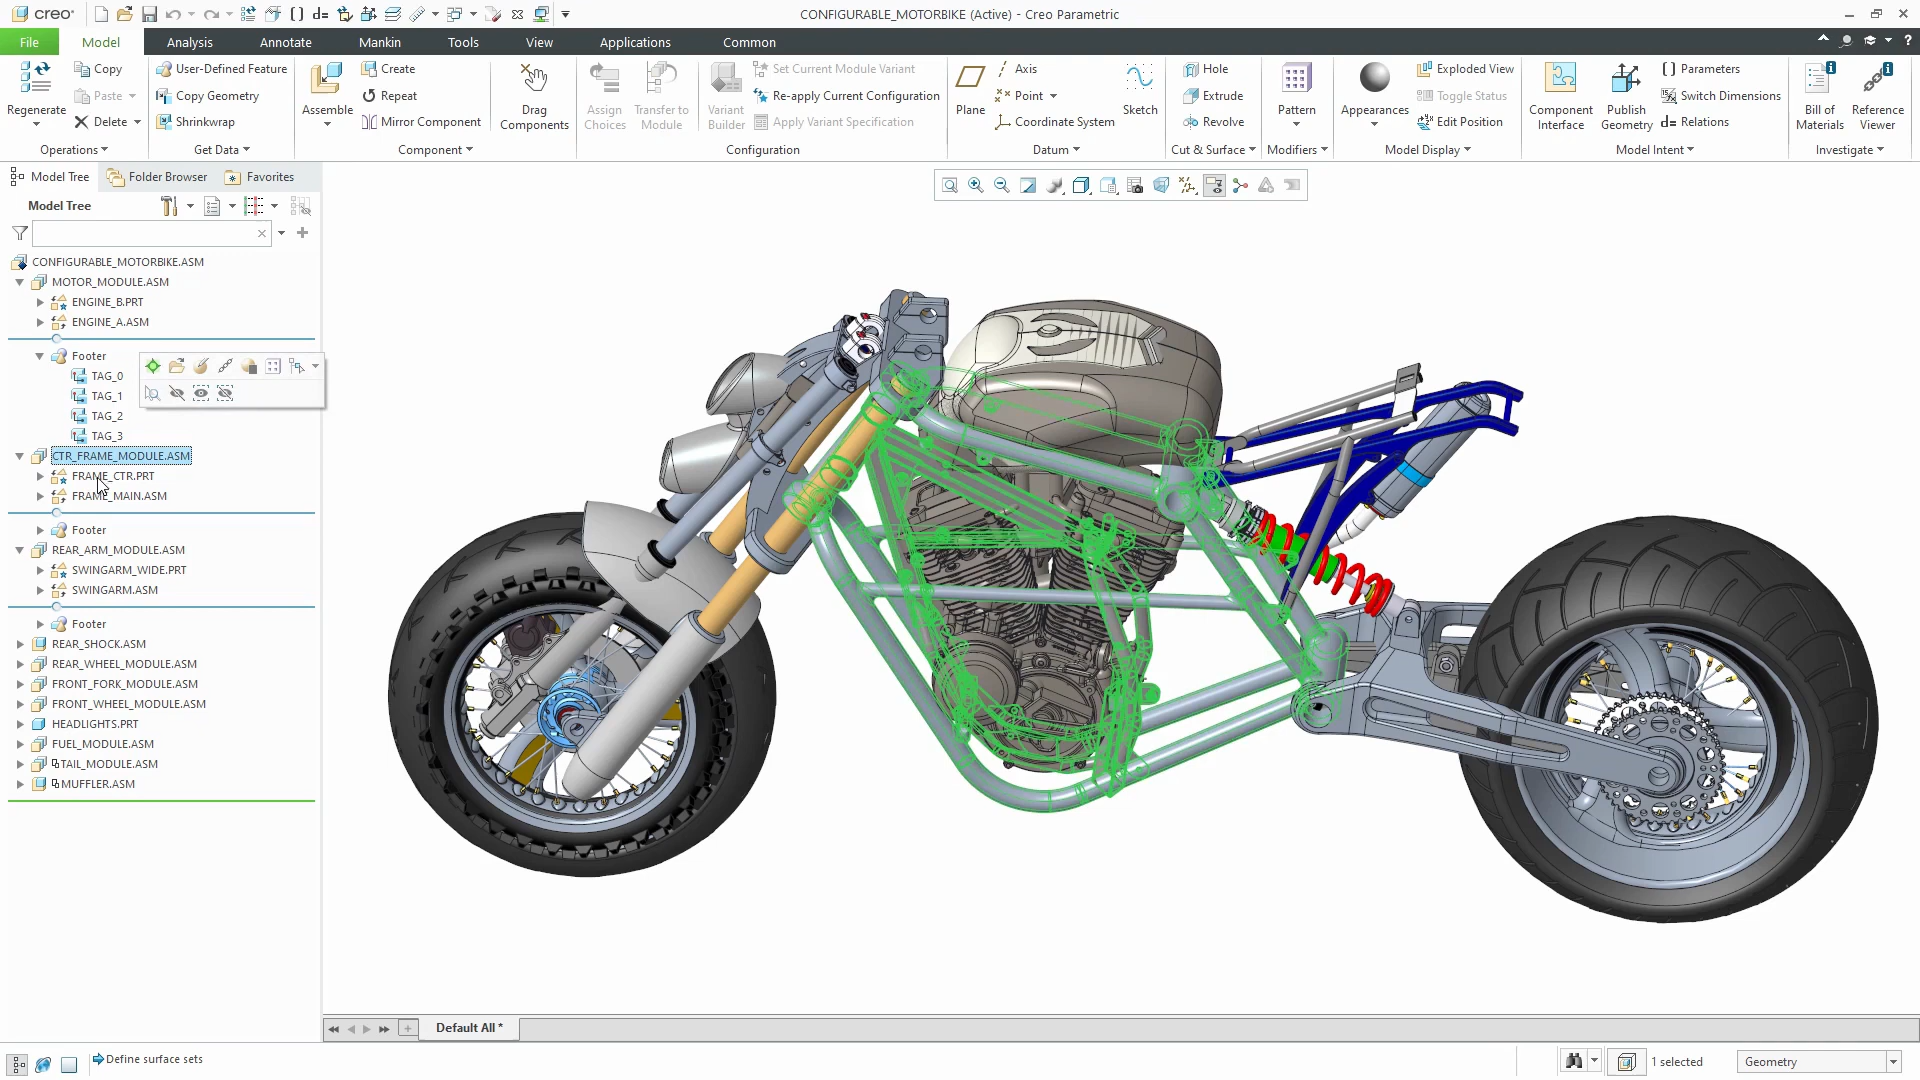 creo
CONFIGURABLE_MOTORBIKE (Active) - Creo Parametric
File
Model
Analysis
Annotate
Mankin
Tools
View
Applications
Common
Regenerate
Copy
Paste
Delete
Operations
User-Defined Feature
Copy Geometry
Shrinkwrap
Get Data
Assemble
Create
Repeat
Mirror Component
Drag
Components
Component
Assign
Choices
Transfer to
Module
Variant
Builder
Set Current Module Variant
Re-apply Current Configuration
Apply Variant Specification
Configuration
Plane
Axis
Point
Coordinate System
Sketch
Datum
Hole
Extrude
Revolve
Cut & Surface
Pattern
Modifiers
Appearances
Exploded View
Toggle Status
Edit Position
Model Display
Component
Interface
Publish
Geometry
Parameters
Switch Dimensions
Relations
Model Intent
Bill of
Materials
Reference
Viewer
Investigate
Model Tree
Folder Browser
Favorites
Model Tree
CONFIGURABLE_MOTORBIKE.ASM
MOTOR_MODULE.ASM
ENGINE_B.PRT
ENGINE_A.ASM
Footer
TAG_0
TAG_1
TAG_2
TAG_3
CTR_FRAME_MODULE.ASM
FRAME_CTR.PRT
FRAME_MAIN.ASM
Footer
REAR_ARM_MODULE.ASM
SWINGARM_WIDE.PRT
SWINGARM.ASM
Footer
REAR_SHOCK.ASM
REAR_WHEEL_MODULE.ASM
FRONT_FORK_MODULE.ASM
FRONT_WHEEL_MODULE.ASM
HEADLIGHTS.PRT
FUEL_MODULE.ASM
TAIL_MODULE.ASM
MUFFLER.ASM
Default All *
Define surface sets
1 selected
Geometry